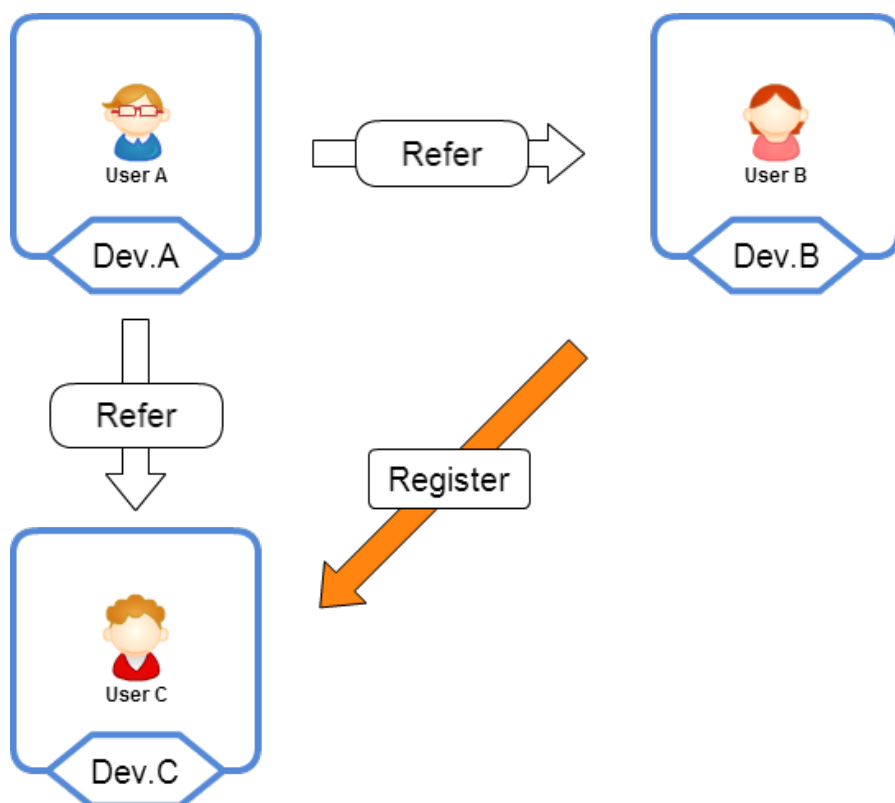 User A
Refer
User B
Dev.A
Dev.B
Refer
Register
User C
Dev.C